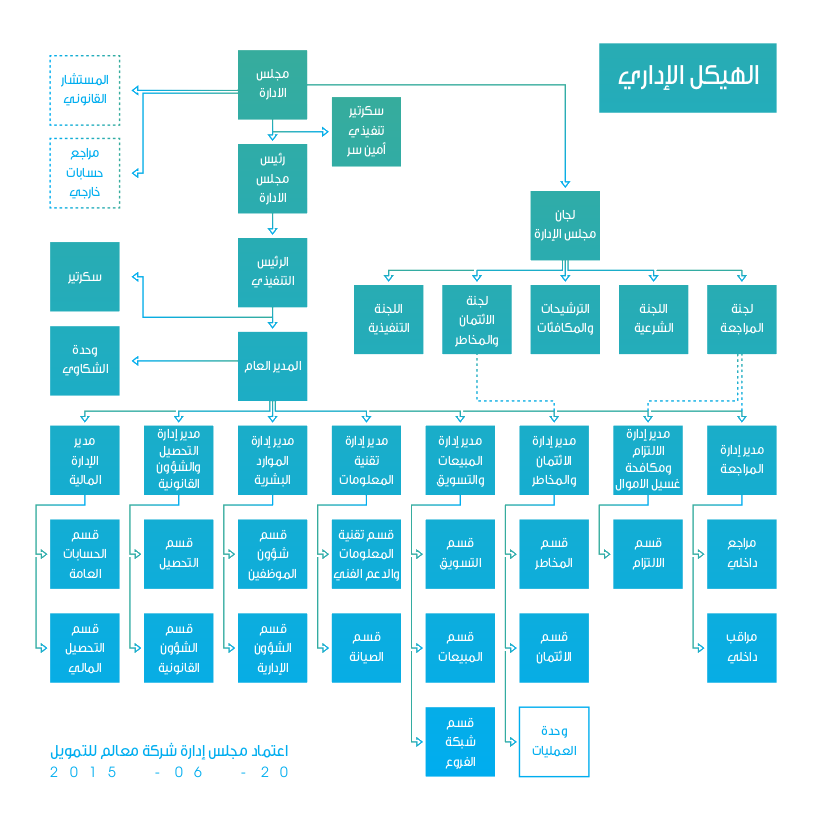 الهيكل الإداري
مجلس
الادارة
المستشار
القانوني
سكرتير
تنفيذي
أمين سر
مراجع
حسابات
خارجي
رئيس
مجلس
الادارة
لجان
مجلس الإدارة
الرئيس
التنفيذي
سكرتير
لجنة
المراجعة
اللجنة
الشرعية
الترشيحات
والمكافئات
لجنة
الائتمان
والمخاطر
اللجنة
التنفيذية
المدير العام
وحدة
الشكاوي
مدير إدارة
المراجعة
مدير إدارة
الالتزام
ومكافحة
غسيل الاموال
مدير إدارة
الائتمان
والمخاطر
مدير إدارة
المبيعات
والتسويق
مدير إدارة
تقنية
المعلومات
مدير إدارة
الموارد
البشرية
مدير إدارة
التحصيل
والشؤون
القانونية
مدير
الإدارة
المالية
مراجع
داخلي
قسم
الالتزام
قسم
المخاطر
قسم
التسويق
قسم تقنية
المعلومات
والدعم الفني
قسم
شؤون
الموظفين
قسم
التحصيل
قسم
الحسابات
العامة
مراقب
داخلي
قسم
الائتمان
قسم
المبيعات
قسم
الصيانة
قسم
الشؤون
الإدارية
قسم
الشؤون
القانونية
قسم
التحصيل
المالي
وحدة
العمليات
قسم
شبكة
الفروع
اعتماد مجلس إدارة شركة معالم للتمويل
2015 - 06 - 20